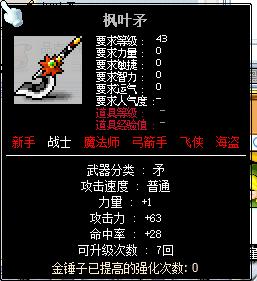 枫叶矛
要求等级： 43
要求力量： 0
要求敏捷： 0
要求智力： 0
要求运气： 0
要求人气度： -
道具等级： -
道具经验值： -
新手 战士 魔法师 弓箭手 飞侠 海盗
武器分类 : 矛
攻击速度 : 普通
力量 : +1
攻击力 : +63
命中率 : +28
可升级次数 : 7回
金锤子已提高的强化次数: 0